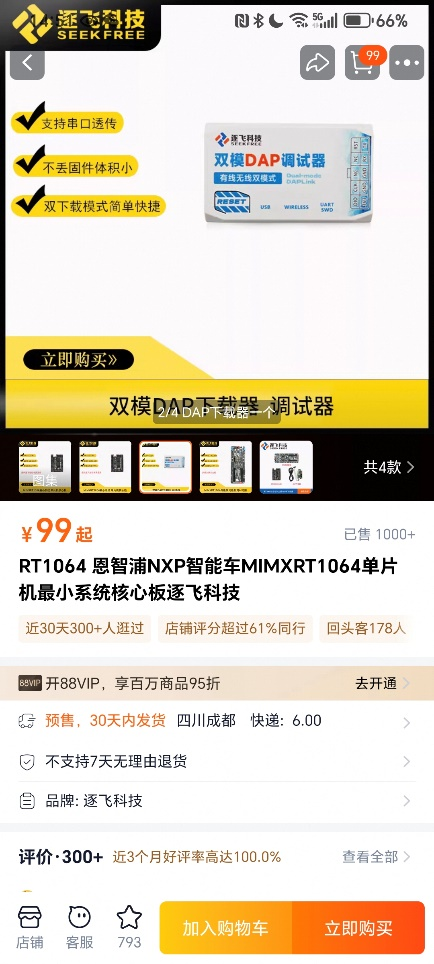 逐飞科技
SEEKFREE
5G
66%
99
支持串口透传
不丢固件体积小
双下载模式简单快捷
逐飞科技
SEEKFREE
双模DAP调试器
有线无线双模式
Dual-mode
DAPLink
RESET
USB
WIRELESS
UART
SWD
立即购买》
双模DAP下载器 调试器
2/4 DAP下载器一个
图集
共4款
¥99起
已售 1000+
RT1064 恩智浦NXP智能车MIMXRT1064单片
机最小系统核心板逐飞科技
近30天300+人逛过
店铺评分超过61%同行
回头客178人
88VIP
开88VIP，享百万商品95折
去开通
预售，30天内发货
四川成都
快递: 6.00
不支持7天无理由退货
品牌: 逐飞科技
评价·300+
近3个月好评率高达100.0%
查看全部
店铺
客服
793
加入购物车
立即购买